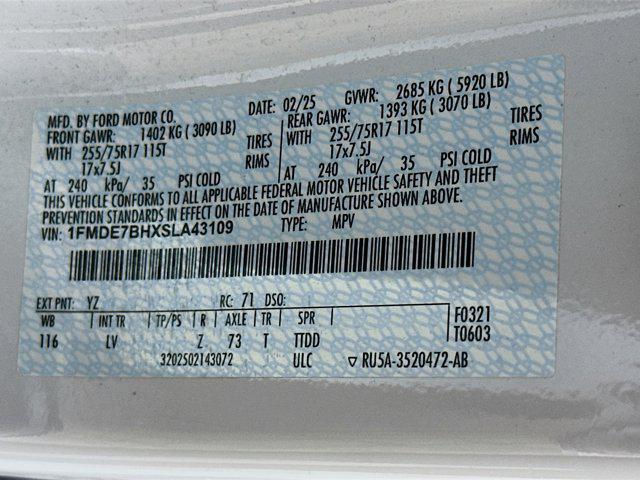 MFD. BY FORD MOTOR CO. DATE: 02/25 GVWR: 2685 KG ( 5920 LB)
FRONT GAWR: 1402 KG ( 3090 LB) REAR GAWR: 1393 KG ( 3070 LB)
WITH 255/75R17 115T TIRES WITH 255/75R17 115T TIRES
17x7.5J RIMS 17x7.5J RIMS
AT 240 kPa/ 35 PSI COLD AT 240 kPa/ 35 PSI COLD
THIS VEHICLE CONFORMS TO ALL APPLICABLE FEDERAL MOTOR VEHICLE SAFETY AND THEFT
PREVENTION STANDARDS IN EFFECT ON THE DATE OF MANUFACTURE SHOWN ABOVE.
VIN: 1FMDE7BHXSLA43109 TYPE: MPV
EXT PNT: YZ RC: 71 DSO:
WB INT TR TP/PS R AXLE TR SPR F0321
116 LV Z 73 T TTDD T0603
3202502143072 ULC ▽ RU5A-3520472-AB